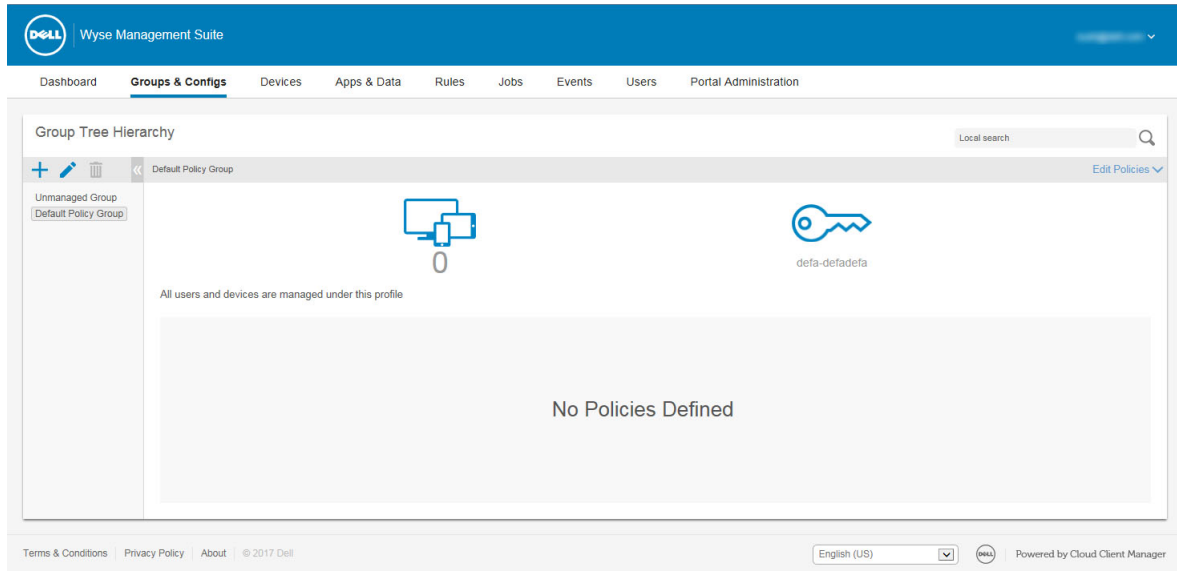 DELL Wyse Management Suite
Dashboard Groups & Configs Devices Apps & Data Rules Jobs Events Users Portal Administration
Group Tree Hierarchy
Local search
Default Policy Group
Edit Policies
Unmanaged Group
Default Policy Group
0
defa-defadefa
All users and devices are managed under this profile
No Policies Defined
Terms & Conditions Privacy Policy About © 2017 Dell English (US) DELL Powered by Cloud Client Manager